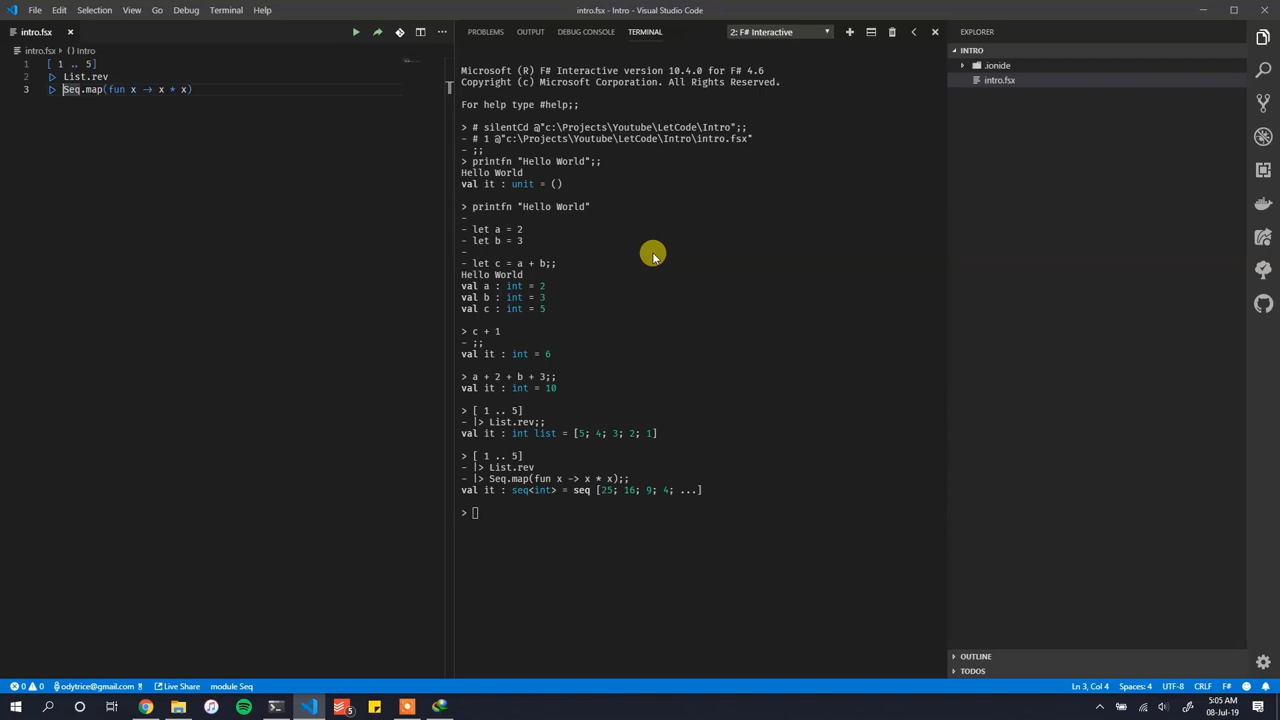 File Edit Selection View Go Debug Terminal Help
intro.fsx - Intro - Visual Studio Code
intro.fsx
intro.fsx › Intro
1 [ 1 .. 5]
2 |> List.rev
3 |> Seq.map(fun x -> x * x)
PROBLEMS OUTPUT DEBUG CONSOLE TERMINAL
2: F# Interactive
Microsoft (R) F# Interactive version 10.4.0 for F# 4.6
Copyright (c) Microsoft Corporation. All Rights Reserved.
For help type #help;;
> # silentCd @"c:\Projects\Youtube\LetCode\Intro";;
- # 1 @"c:\Projects\Youtube\LetCode\Intro\intro.fsx"
- ;;
> printfn "Hello World";;
Hello World
val it : unit = ()
> printfn "Hello World"
-
- let a = 2
- let b = 3
-
- let c = a + b;;
Hello World
val a : int = 2
val b : int = 3
val c : int = 5
> c + 1
- ;;
val it : int = 6
> a + 2 + b + 3;;
val it : int = 10
> [ 1 .. 5]
- |> List.rev;;
val it : int list = [5; 4; 3; 2; 1]
> [ 1 .. 5]
- |> List.rev
- |> Seq.map(fun x -> x * x);;
val it : seq<int> = seq [25; 16; 9; 4; ...]
>
EXPLORER
INTRO
.ionide
intro.fsx
OUTLINE
TODOS
0 0 odytrice@gmail.com Live Share module Seq
Ln 3, Col 4 Spaces: 4 UTF-8 CRLF F#
5
5:05 AM
08-Jul-19